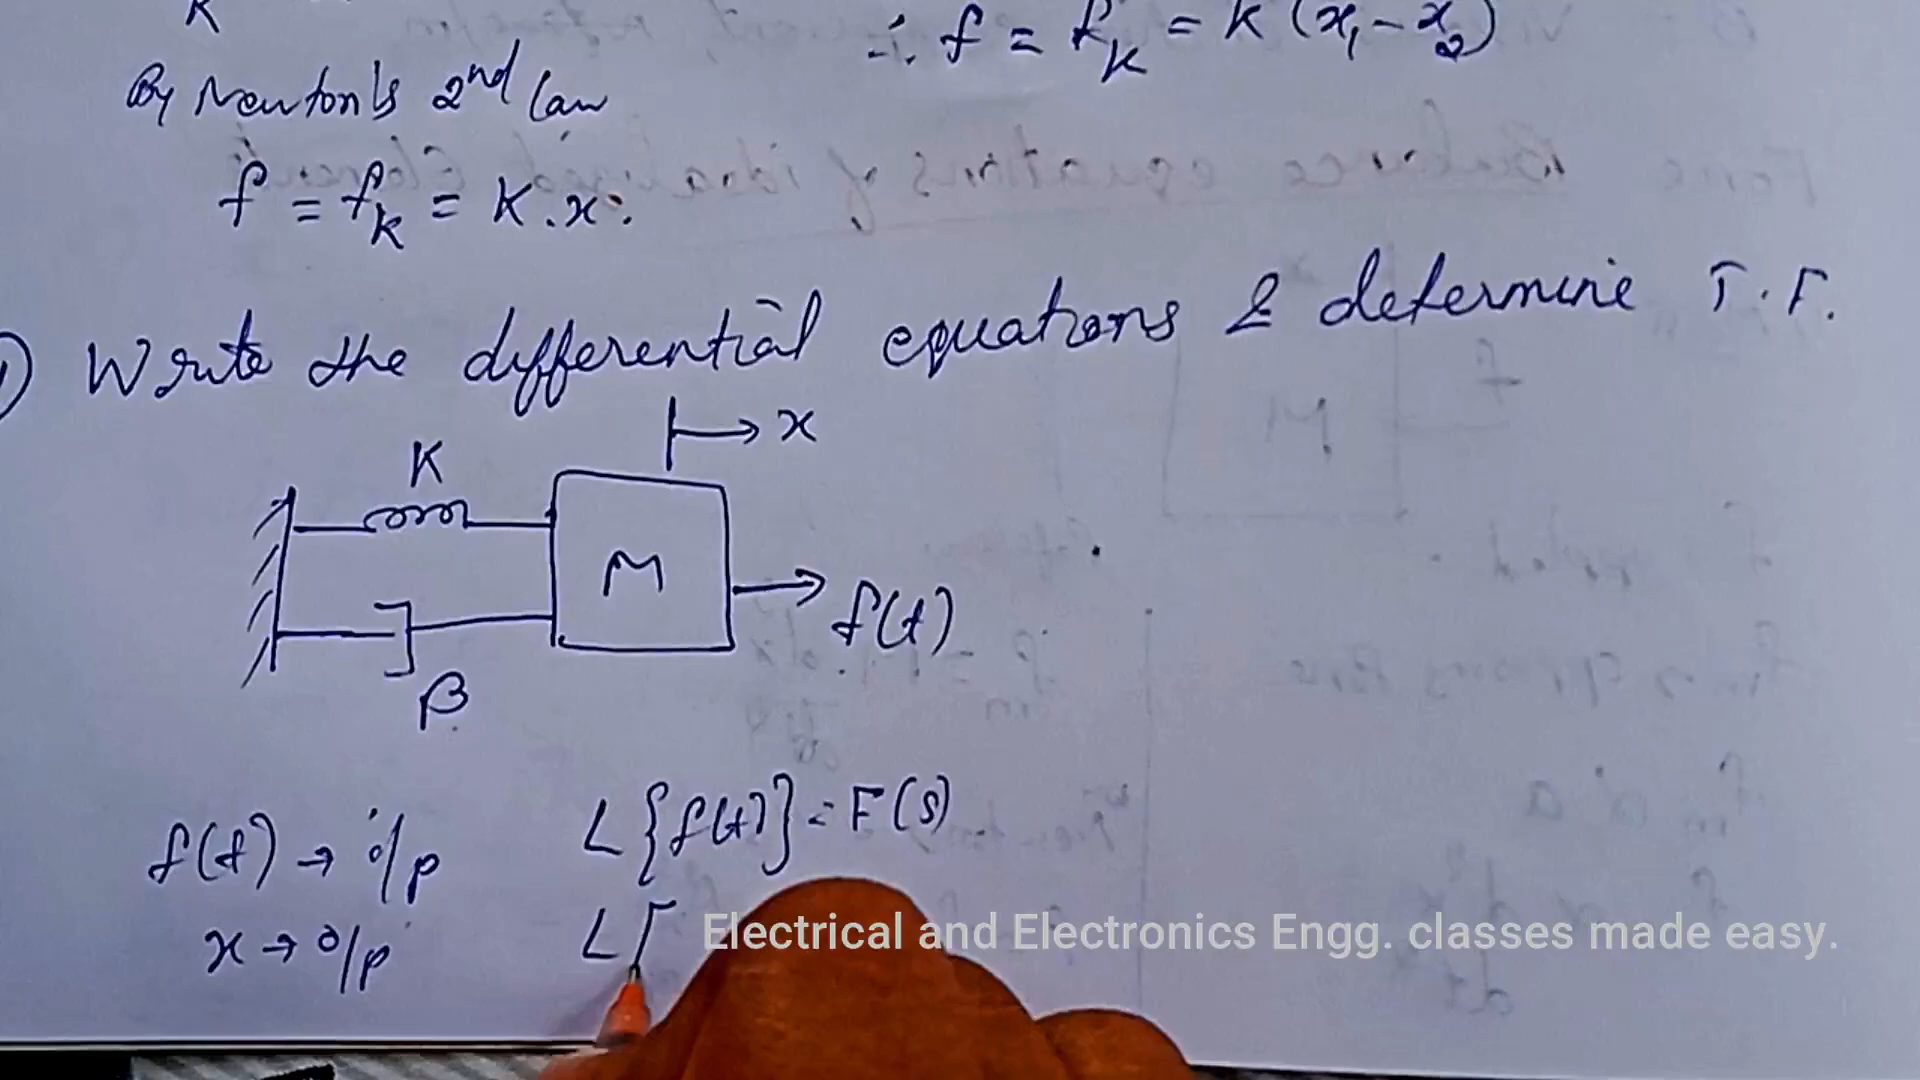 K
∴ f = f_K = K (x₁ - x₂)
By Newton's 2nd law
f = f_K = K.x.
1) Write the differential equations & determine T.F.
x
K
M
f(t)
B
f(t) → i/p
L{f(t)} = F(s)
x → o/p
L{
Electrical and Electronics Engg. classes made easy.